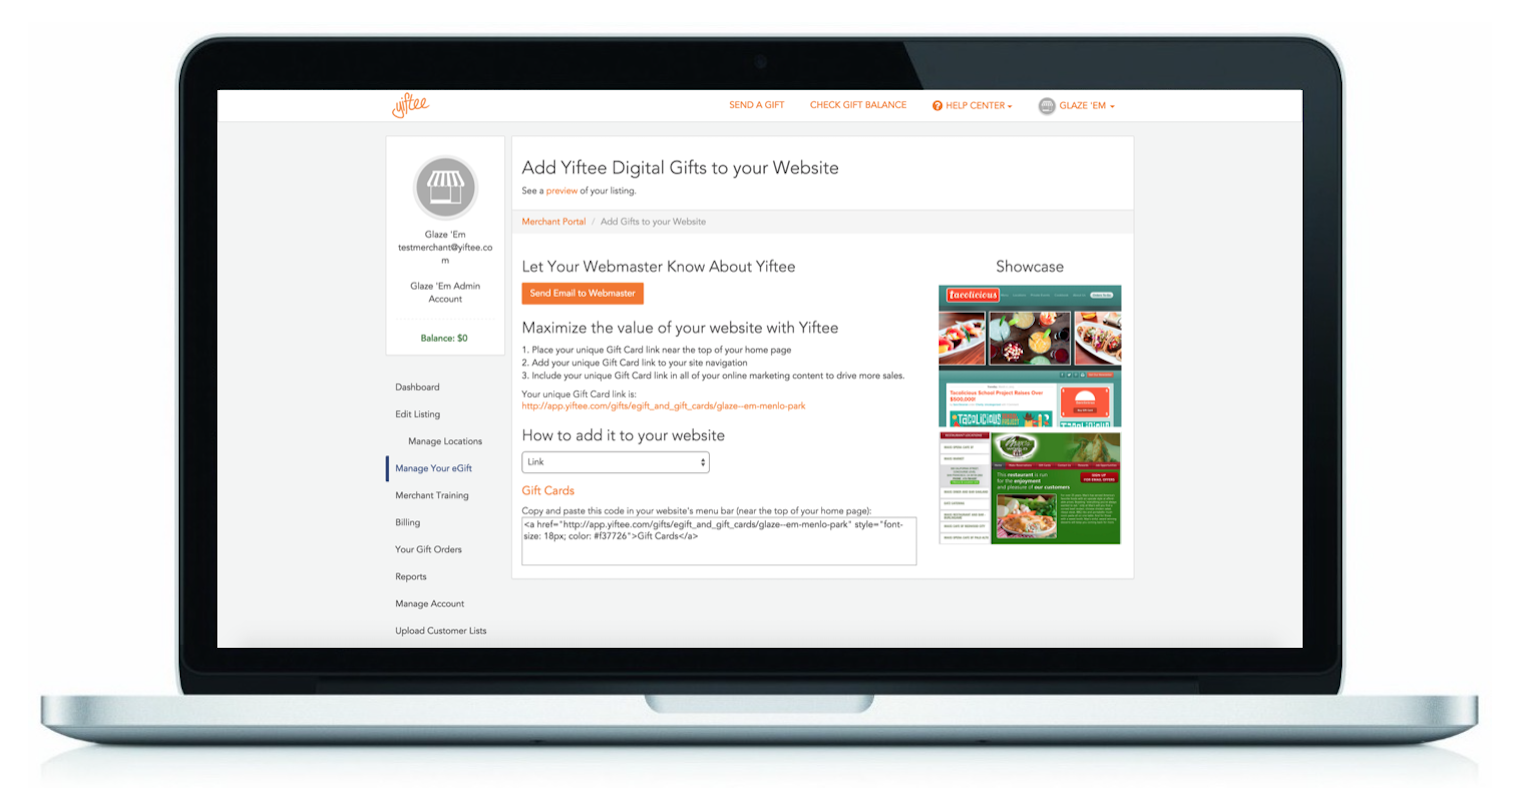 yiftee
SEND A GIFT
CHECK GIFT BALANCE
? HELP CENTER
GLAZE 'EM
Glaze 'Em
testmerchant@yiftee.co
m
Glaze 'Em Admin
Account
Balance: $0
Dashboard
Edit Listing
Manage Locations
Manage Your eGift
Merchant Training
Billing
Your Gift Orders
Reports
Manage Account
Upload Customer Lists
Add Yiftee Digital Gifts to your Website
See a preview of your listing.
Merchant Portal / Add Gifts to your Website
Let Your Webmaster Know About Yiftee
Send Email to Webmaster
Maximize the value of your website with Yiftee
1. Place your unique Gift Card link near the top of your home page
2. Add your unique Gift Card link to your site navigation
3. Include your unique Gift Card link in all of your online marketing content to drive more sales.
Your unique Gift Card link is:
http://app.yiftee.com/gifts/egift_and_gift_cards/glaze--em-menlo-park
How to add it to your website
Link
Gift Cards
Copy and paste this code in your website's menu bar (near the top of your home page):
<a href="http://app.yiftee.com/gifts/egift_and_gift_cards/glaze--em-menlo-park" style="font-
size: 18px; color: #f37726">Gift Cards</a>
Showcase
tacolicious
Tacolicious School Project Raises Over
$500,000!
TACOLICIOUS
This restaurant is run
for the enjoyment
and pleasure of our customers
SIGN UP
FOR EMAIL OFFERS